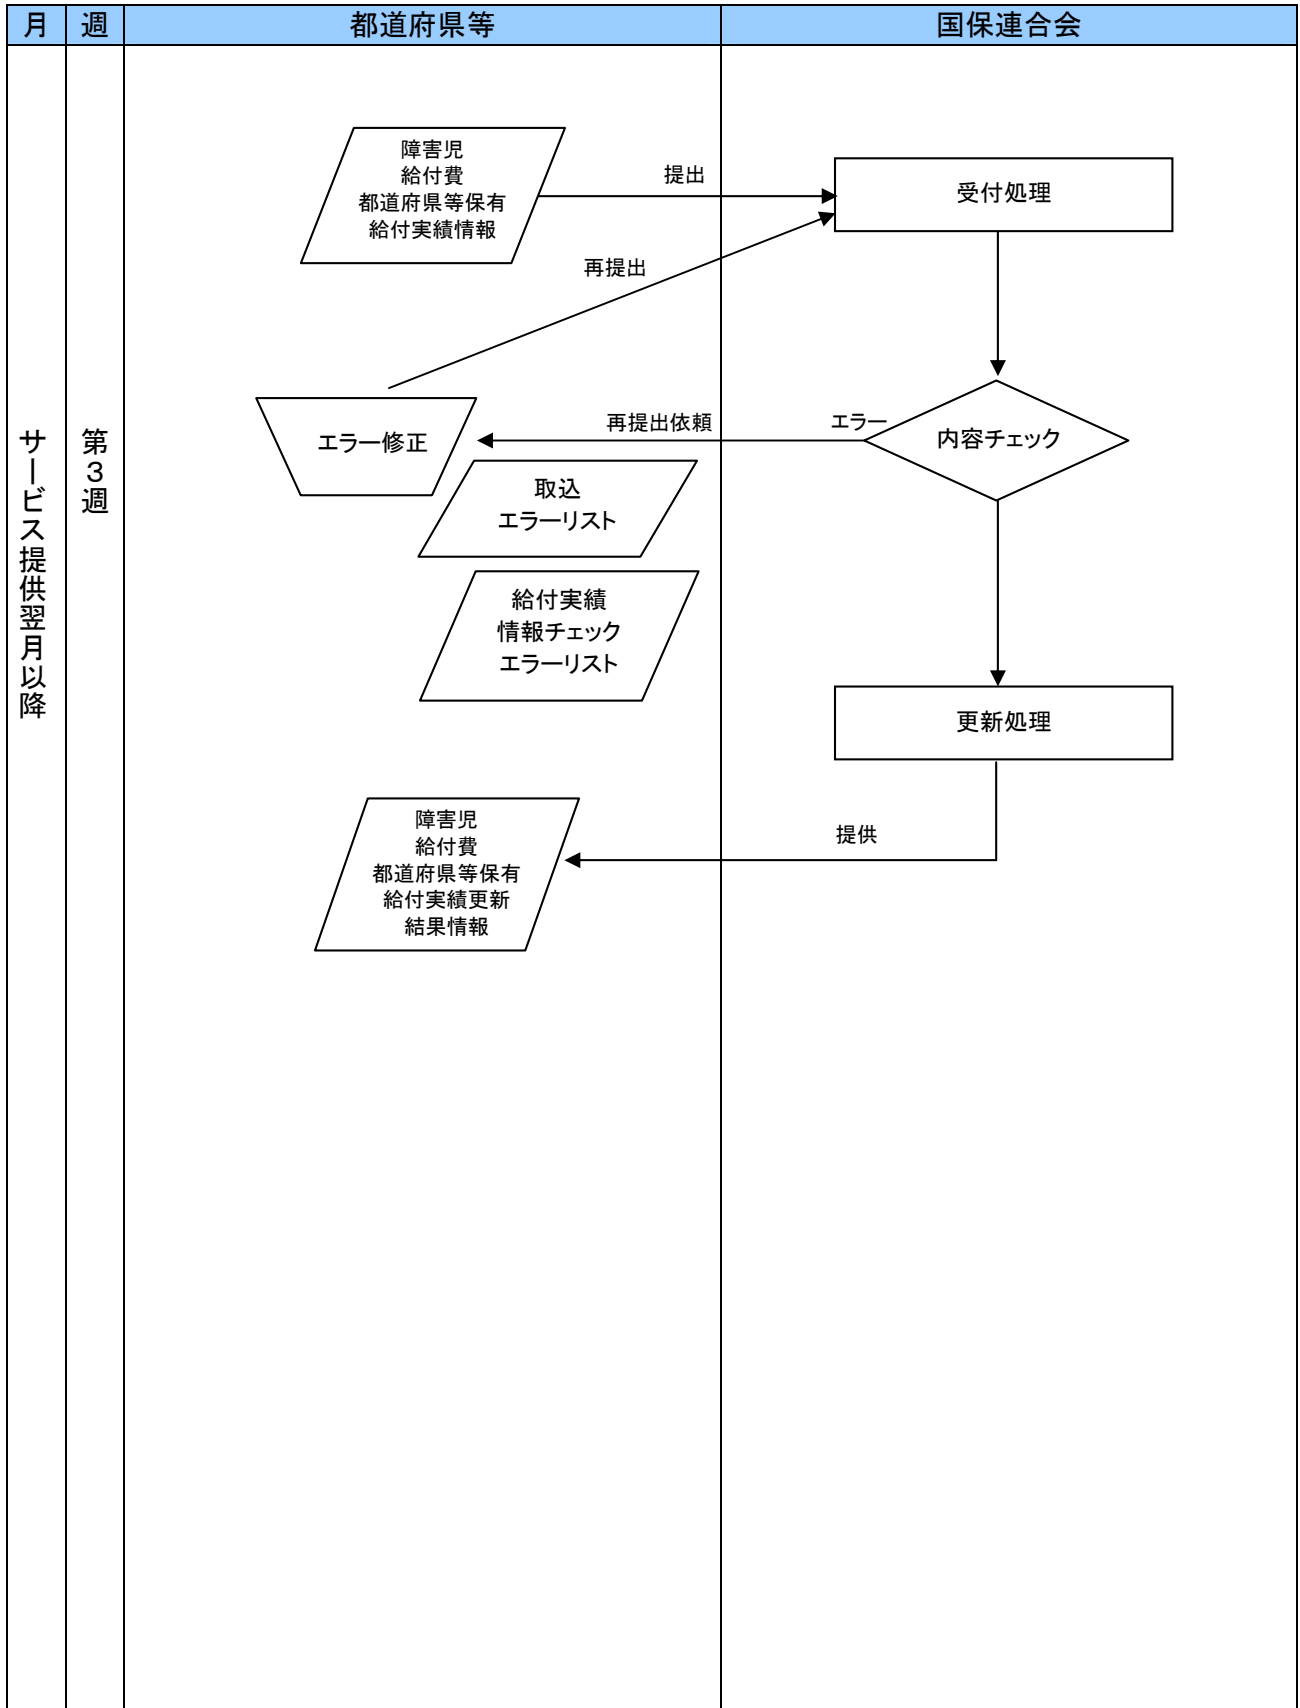 月 週 都道府県等 国保連合会
障害児
給付費
都道府県等保有
給付実績情報
提出
受付処理
再提出
エラー修正
再提出依頼
エラー
内容チェック
サービス提供翌月以降
第3週
取込
エラーリスト
給付実績
情報チェック
エラーリスト
更新処理
障害児
給付費
都道府県等保有
給付実績更新
結果情報
提供